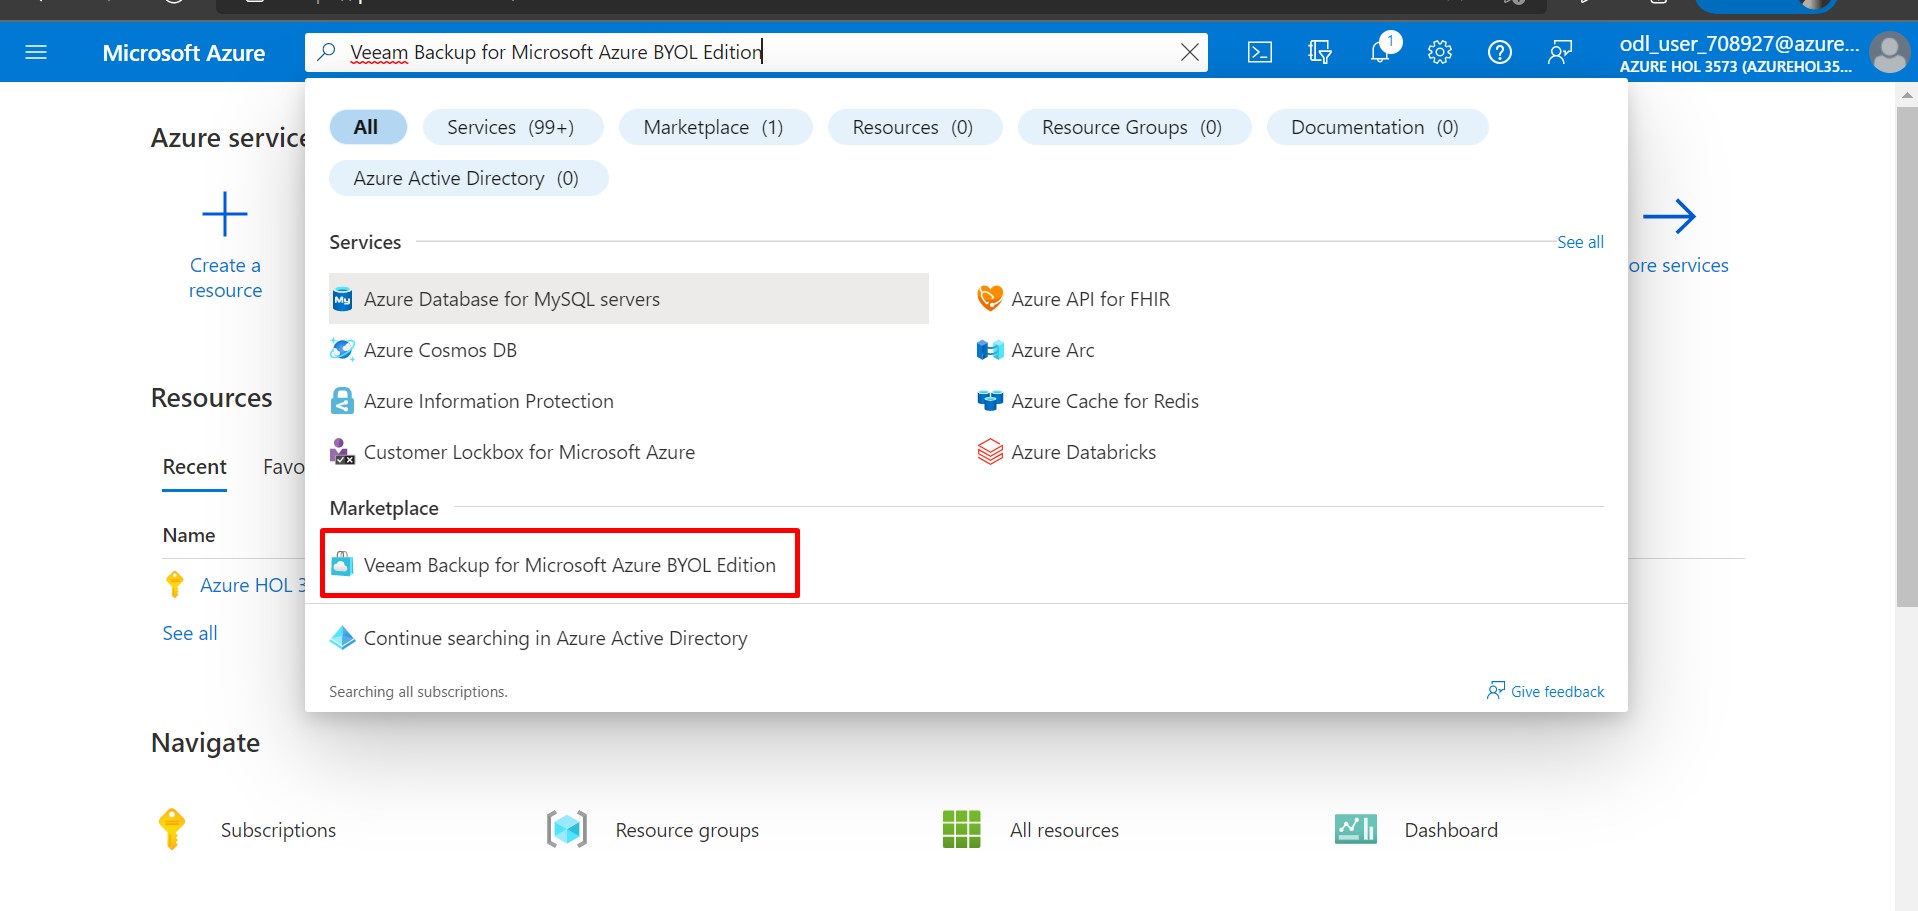 Microsoft Azure
Veeam Backup for Microsoft Azure BYOL Edition
1
odl_user_708927@azure...
AZURE HOL 3573 (AZUREHOL35...
All
Services (99+)
Marketplace (1)
Resources (0)
Resource Groups (0)
Documentation (0)
Azure Active Directory (0)
Azure service
Create a
resource
ore services
Services
See all
Azure Database for MySQL servers
Azure API for FHIR
Azure Cosmos DB
Azure Arc
Azure Information Protection
Azure Cache for Redis
Customer Lockbox for Microsoft Azure
Azure Databricks
Marketplace
Veeam Backup for Microsoft Azure BYOL Edition
Continue searching in Azure Active Directory
Searching all subscriptions.
Give feedback
Resources
Recent
Favo
Name
Azure HOL 3
See all
Navigate
Subscriptions
Resource groups
All resources
Dashboard